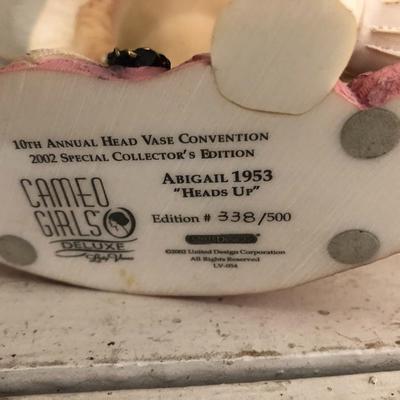 10th Annual Head Vase Convention
2002 Special Collector's Edition
CAMEO
GIRLS
DELUXE
Abigail 1953
"Heads Up"
Edition # 338/500
©2002 United Design Corporation
All Rights Reserved
LV-054